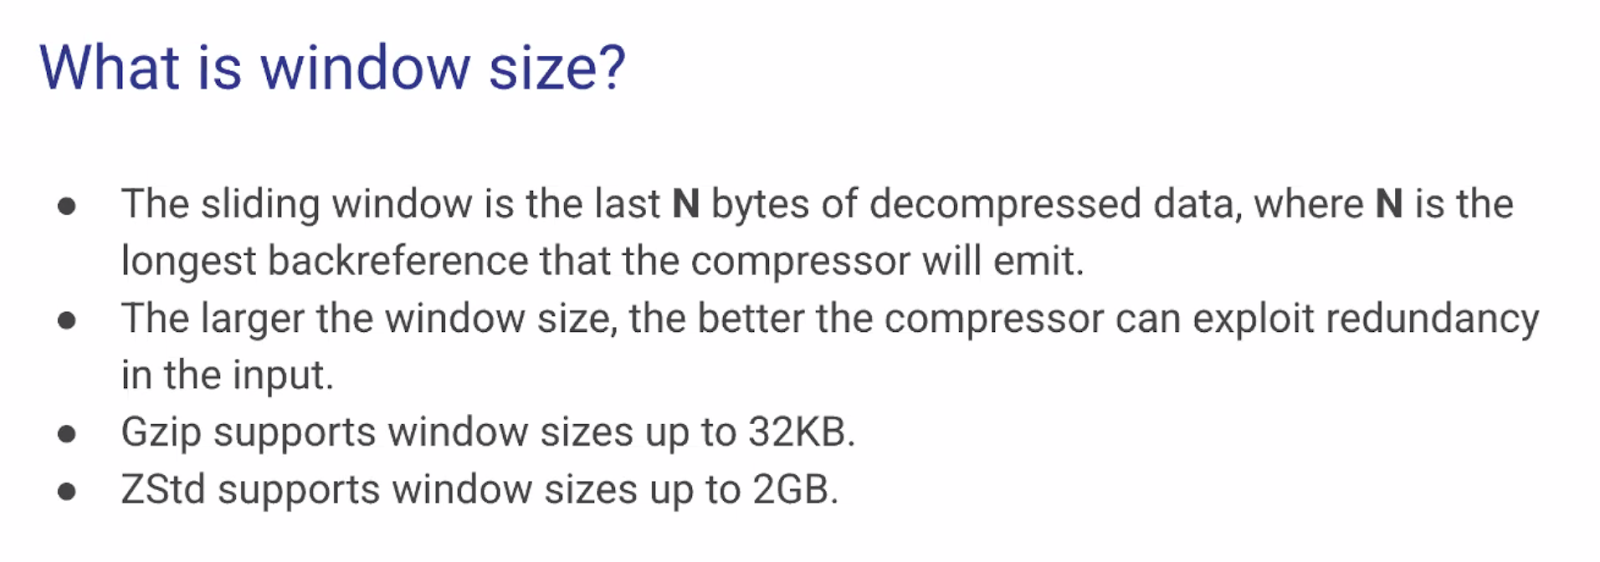 What is window size?
● The sliding window is the last N bytes of decompressed data, where N is the
longest backreference that the compressor will emit.
● The larger the window size, the better the compressor can exploit redundancy
in the input.
● Gzip supports window sizes up to 32KB.
● ZStd supports window sizes up to 2GB.